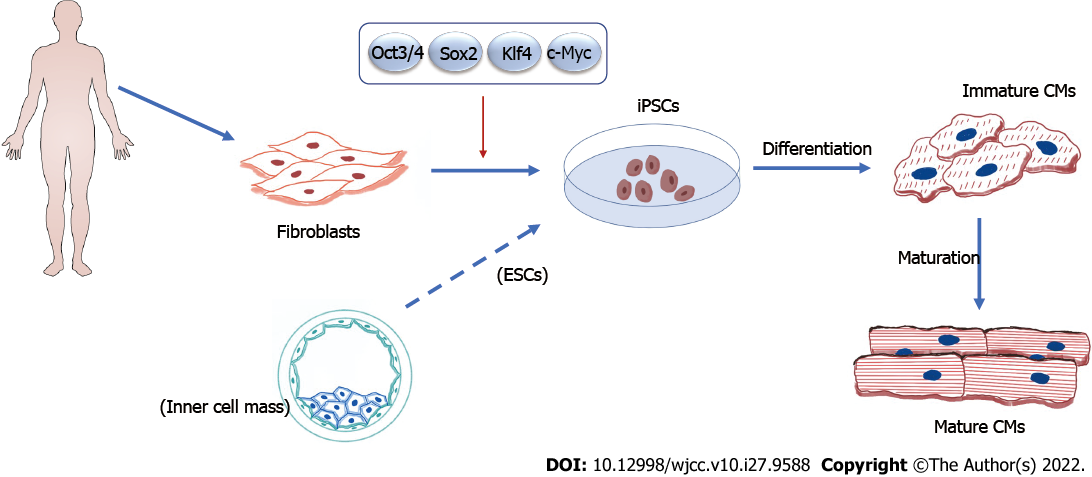 Oct3/4 Sox2 Klf4 c-Myc
iPSCs
Immature CMs
Differentiation
Fibroblasts
(ESCs)
Maturation
(Inner cell mass)
Mature CMs
DOI: 10.12998/wjcc.v10.i27.9588 Copyright ©The Author(s) 2022.